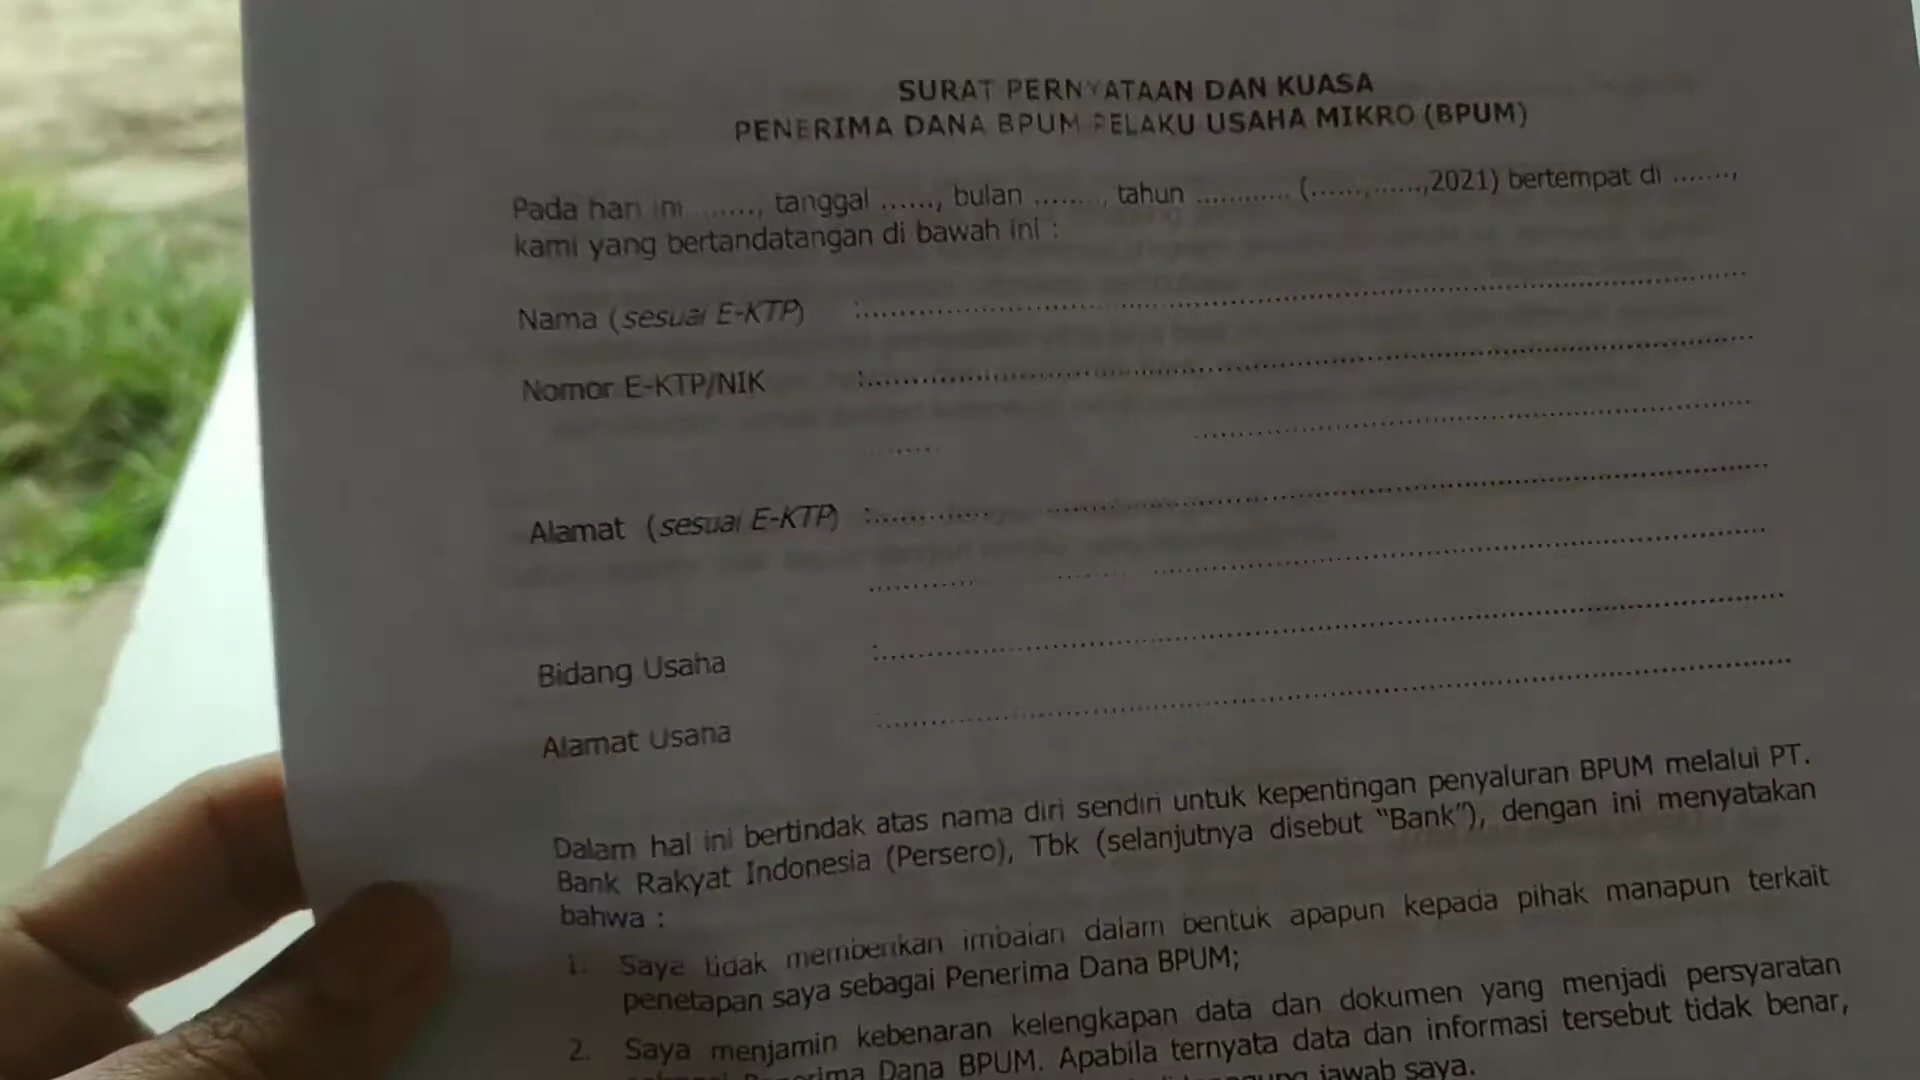 SURAT PERNYATAAN DAN KUASA
PENERIMA DANA BPUM PELAKU USAHA MIKRO (BPUM)
Pada hari ini ......., tanggal ......, bulan ........, tahun ............ (......,......,2021) bertempat di .......,
kami yang bertandatangan di bawah ini :
Nama (sesuai E-KTP) :
Nomor E-KTP/NIK :
Alamat (sesuai E-KTP) :
Bidang Usaha :
Alamat Usaha :
Dalam hal ini bertindak atas nama diri sendiri untuk kepentingan penyaluran BPUM melalui PT.
Bank Rakyat Indonesia (Persero), Tbk (selanjutnya disebut "Bank"), dengan ini menyatakan
bahwa :
1. Saya tidak memberikan imbalan dalam bentuk apapun kepada pihak manapun terkait
penetapan saya sebagai Penerima Dana BPUM;
2. Saya menjamin kebenaran kelengkapan data dan dokumen yang menjadi persyaratan
Dana BPUM. Apabila ternyata data dan informasi tersebut tidak benar,
jawab saya.